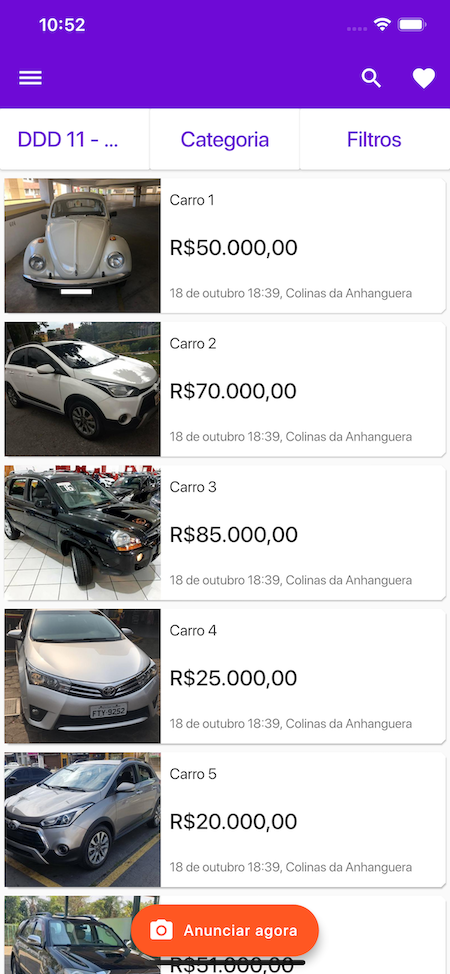 10:52
DDD 11 - ...
Categoria
Filtros
Carro 1
R$50.000,00
18 de outubro 18:39, Colinas da Anhanguera
Carro 2
R$70.000,00
18 de outubro 18:39, Colinas da Anhanguera
Carro 3
R$85.000,00
18 de outubro 18:39, Colinas da Anhanguera
Carro 4
R$25.000,00
18 de outubro 18:39, Colinas da Anhanguera
FTY-9252
Carro 5
R$20.000,00
18 de outubro 18:39, Colinas da Anhanguera
Anunciar agora
R$51.000,00